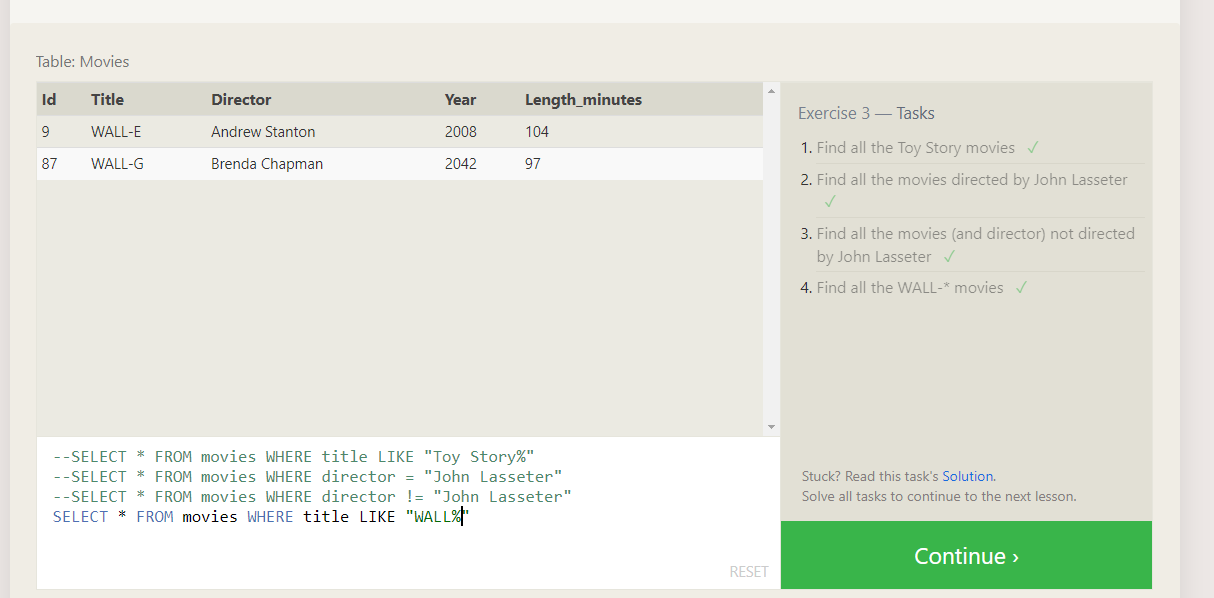 Table: Movies
Id Title Director Year Length_minutes
9 WALL-E Andrew Stanton 2008 104
87 WALL-G Brenda Chapman 2042 97
--SELECT * FROM movies WHERE title LIKE "Toy Story%"
--SELECT * FROM movies WHERE director = "John Lasseter"
--SELECT * FROM movies WHERE director != "John Lasseter"
SELECT * FROM movies WHERE title LIKE "WALL%"
RESET
Exercise 3 — Tasks
1. Find all the Toy Story movies ✓
2. Find all the movies directed by John Lasseter
✓
3. Find all the movies (and director) not directed
by John Lasseter ✓
4. Find all the WALL-* movies ✓
Stuck? Read this task's Solution.
Solve all tasks to continue to the next lesson.
Continue ›